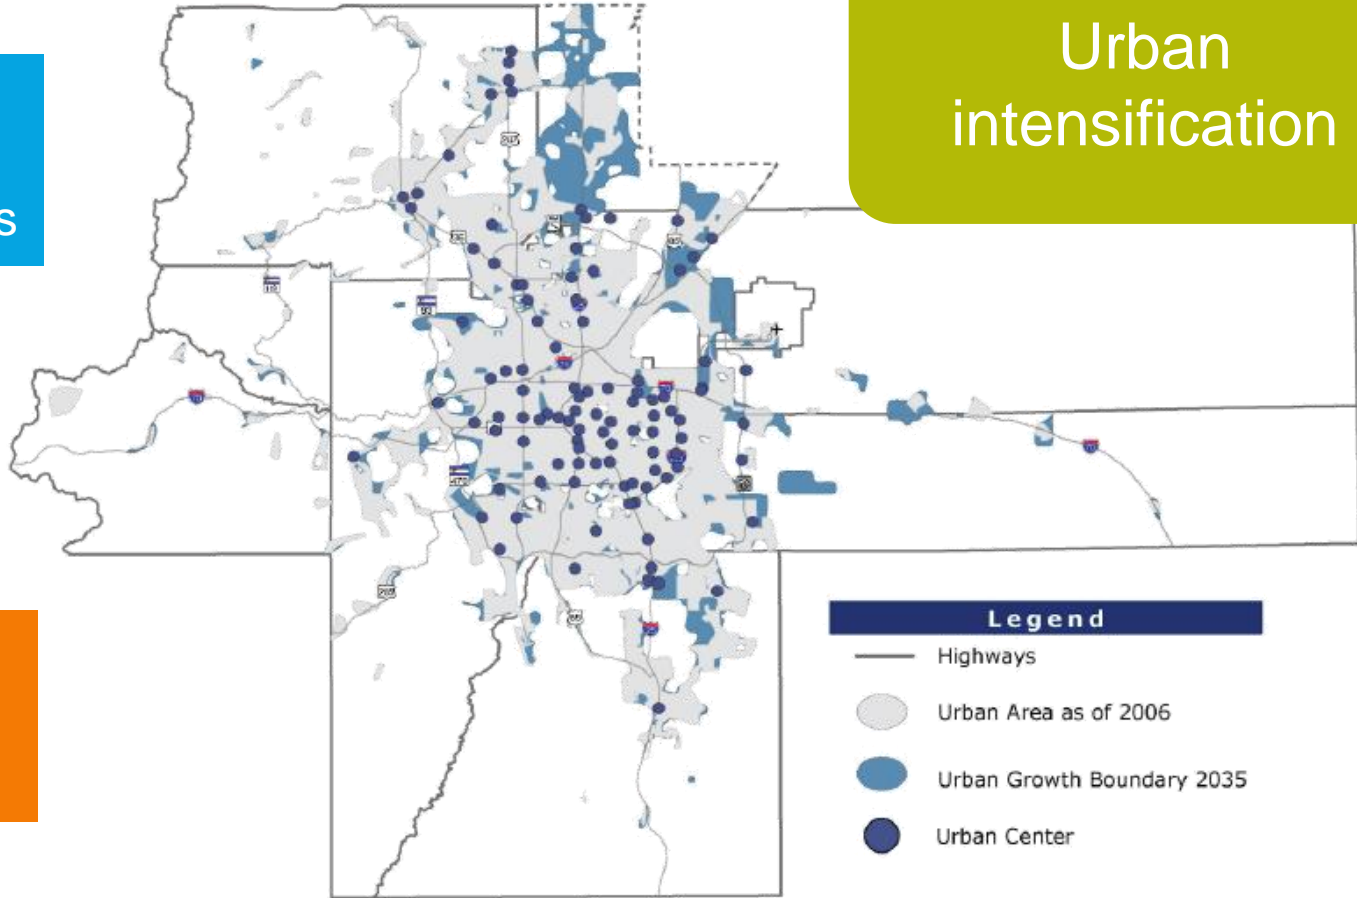 Urban
intensification
s
Legend
Highways
Urban Area as of 2006
Urban Growth Boundary 2035
Urban Center